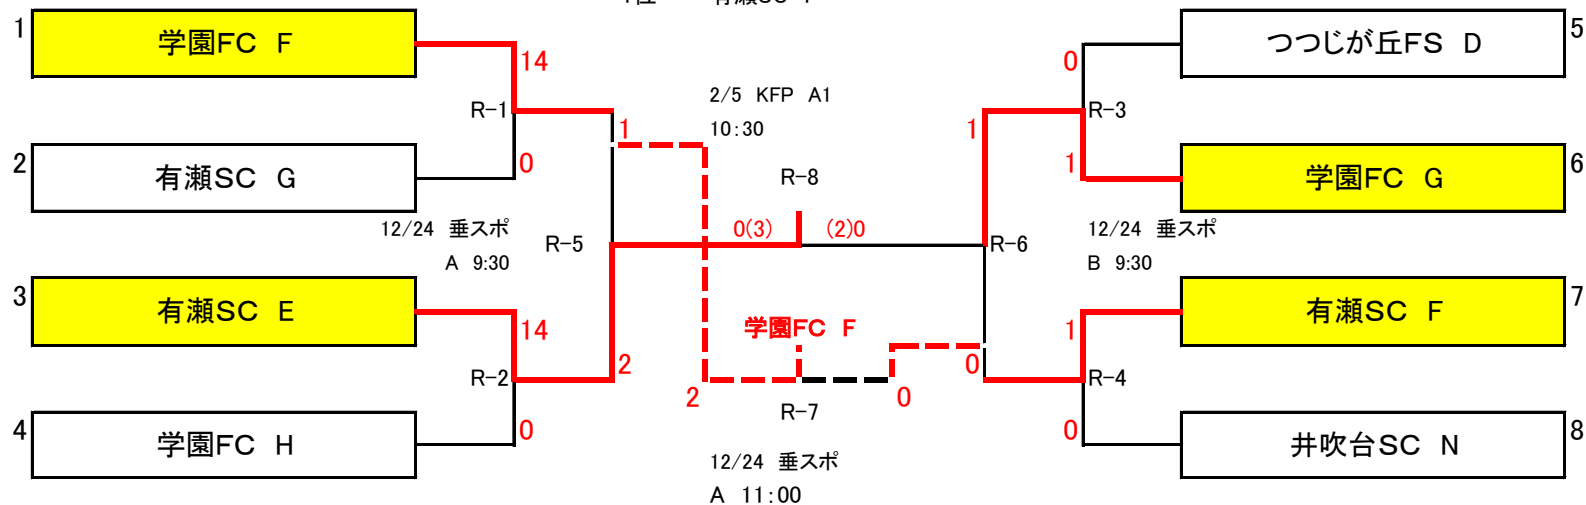 1
学園FC F
14
R-1
2
有瀬SC G
0
12/24 垂スポ
A 9:30
R-5
1
3
有瀬SC E
14
R-2
2
4
学園FC H
0
2/5 KFP A1
10:30
R-8
0(3)
(2)0
学園FC F
2
0
R-7
12/24 垂スポ
A 11:00
つつじが丘FS D
5
0
R-3
1
1
学園FC G
6
R-6
12/24 垂スポ
B 9:30
有瀬SC F
7
1
0
R-4
0
井吹台SC N
8